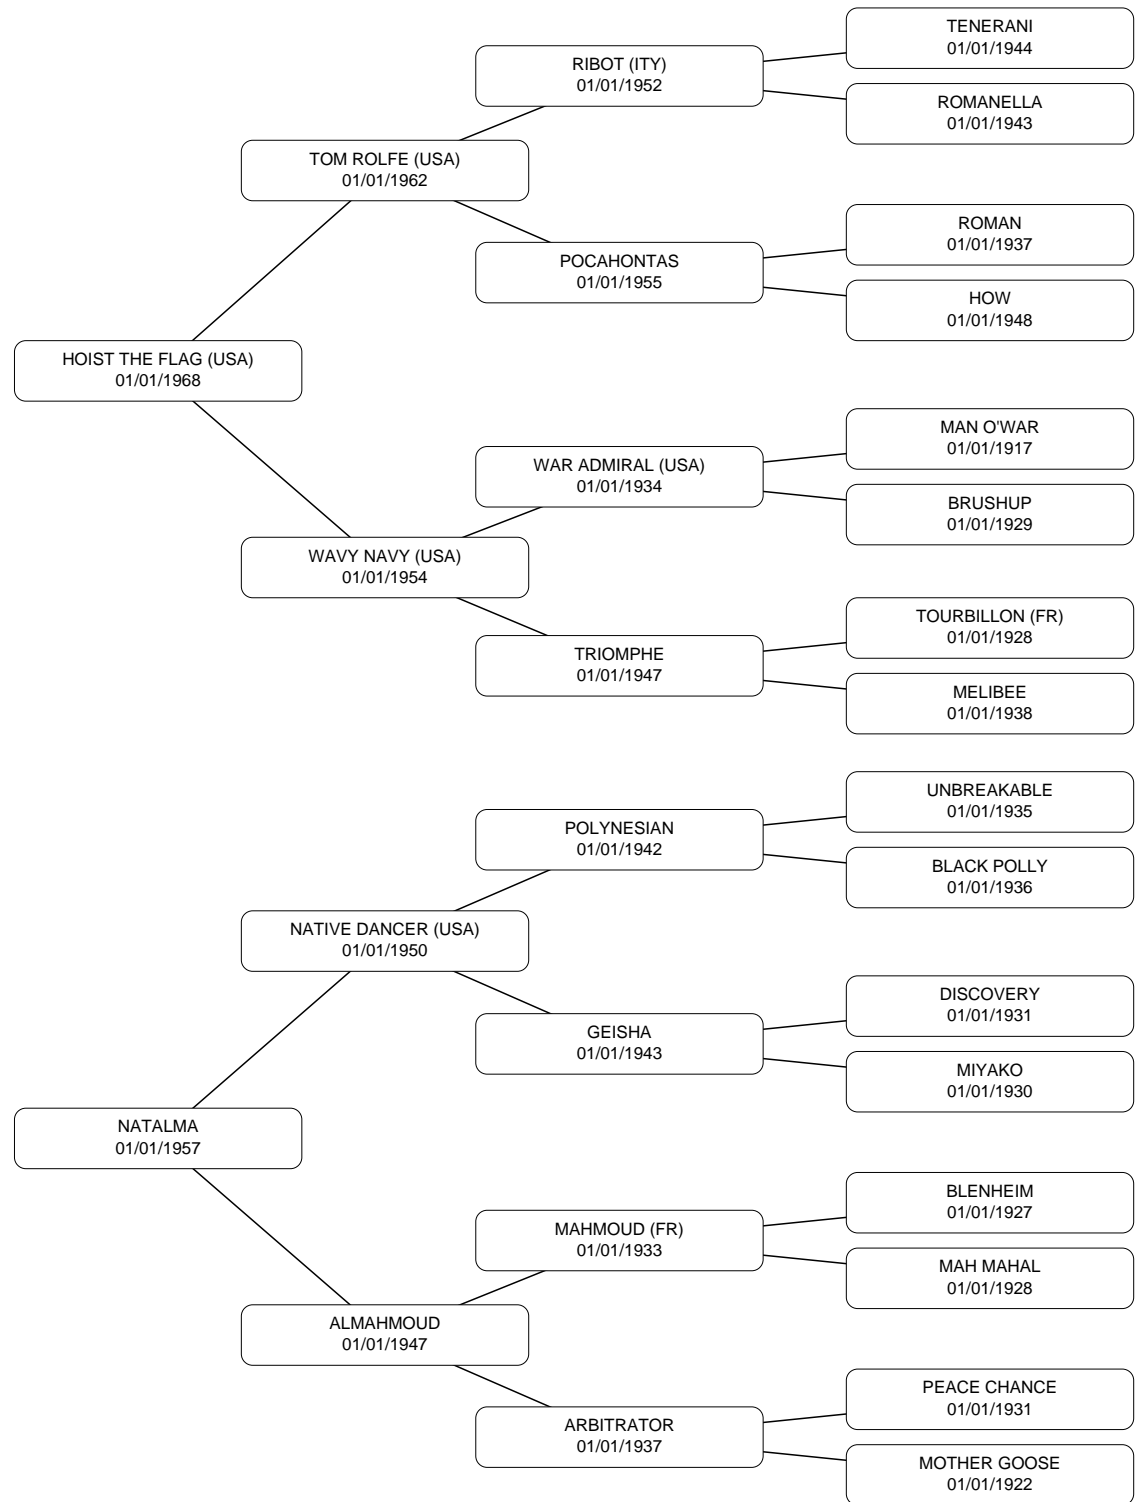 TENERANI
01/01/1944
RIBOT (ITY)
01/01/1952
ROMANELLA
01/01/1943
TOM ROLFE (USA)
01/01/1962
ROMAN
01/01/1937
POCAHONTAS
01/01/1955
HOW
01/01/1948
HOIST THE FLAG (USA)
01/01/1968
MAN O'WAR
01/01/1917
WAR ADMIRAL (USA)
01/01/1934
BRUSHUP
01/01/1929
WAVY NAVY (USA)
01/01/1954
TOURBILLON (FR)
01/01/1928
TRIOMPHE
01/01/1947
MELIBEE
01/01/1938
UNBREAKABLE
01/01/1935
POLYNESIAN
01/01/1942
BLACK POLLY
01/01/1936
NATIVE DANCER (USA)
01/01/1950
DISCOVERY
01/01/1931
GEISHA
01/01/1943
MIYAKO
01/01/1930
NATALMA
01/01/1957
BLENHEIM
01/01/1927
MAHMOUD (FR)
01/01/1933
MAH MAHAL
01/01/1928
ALMAHMOUD
01/01/1947
PEACE CHANCE
01/01/1931
ARBITRATOR
01/01/1937
MOTHER GOOSE
01/01/1922